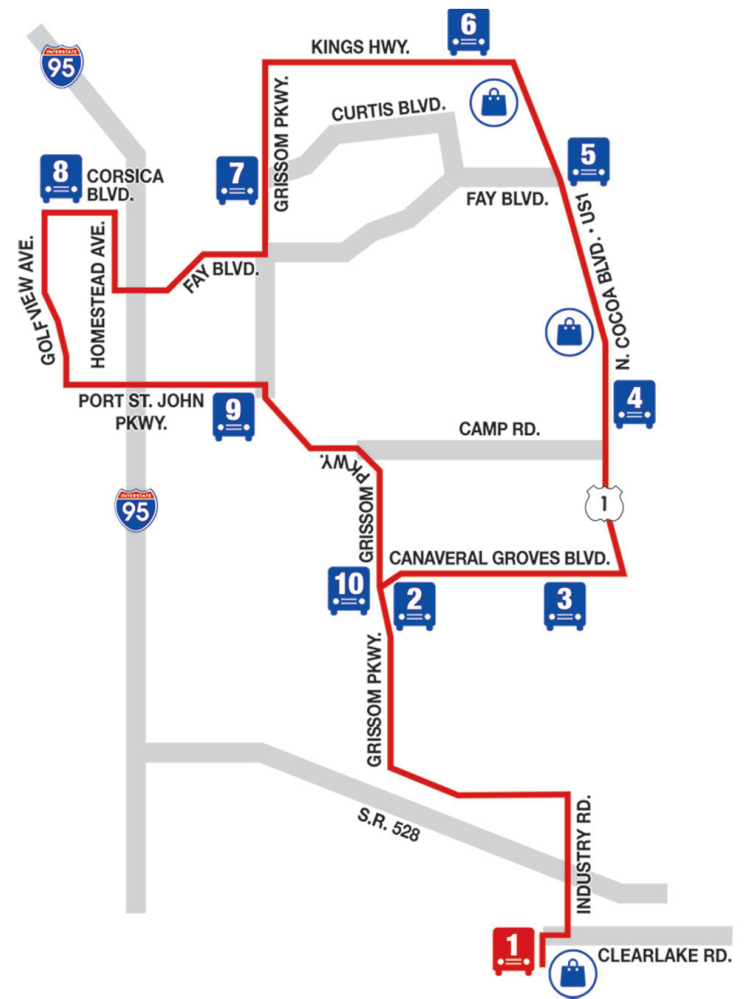 6
KINGS HWY.
INTERSTATE
95
CURTIS BLVD.
GRISSOM PKWY.
5
7
8
CORSICA
BLVD.
FAY BLVD.
N. COCOA BLVD. • US1
HOMESTEAD AVE.
GOLFVIEW AVE.
FAY BLVD.
4
PORT ST. JOHN
PKWY.
9
CAMP RD.
GRISSOM PKWY.
INTERSTATE
95
1
CANAVERAL GROVES BLVD.
10
2
3
GRISSOM PKWY.
S.R. 528
INDUSTRY RD.
1
CLEARLAKE RD.